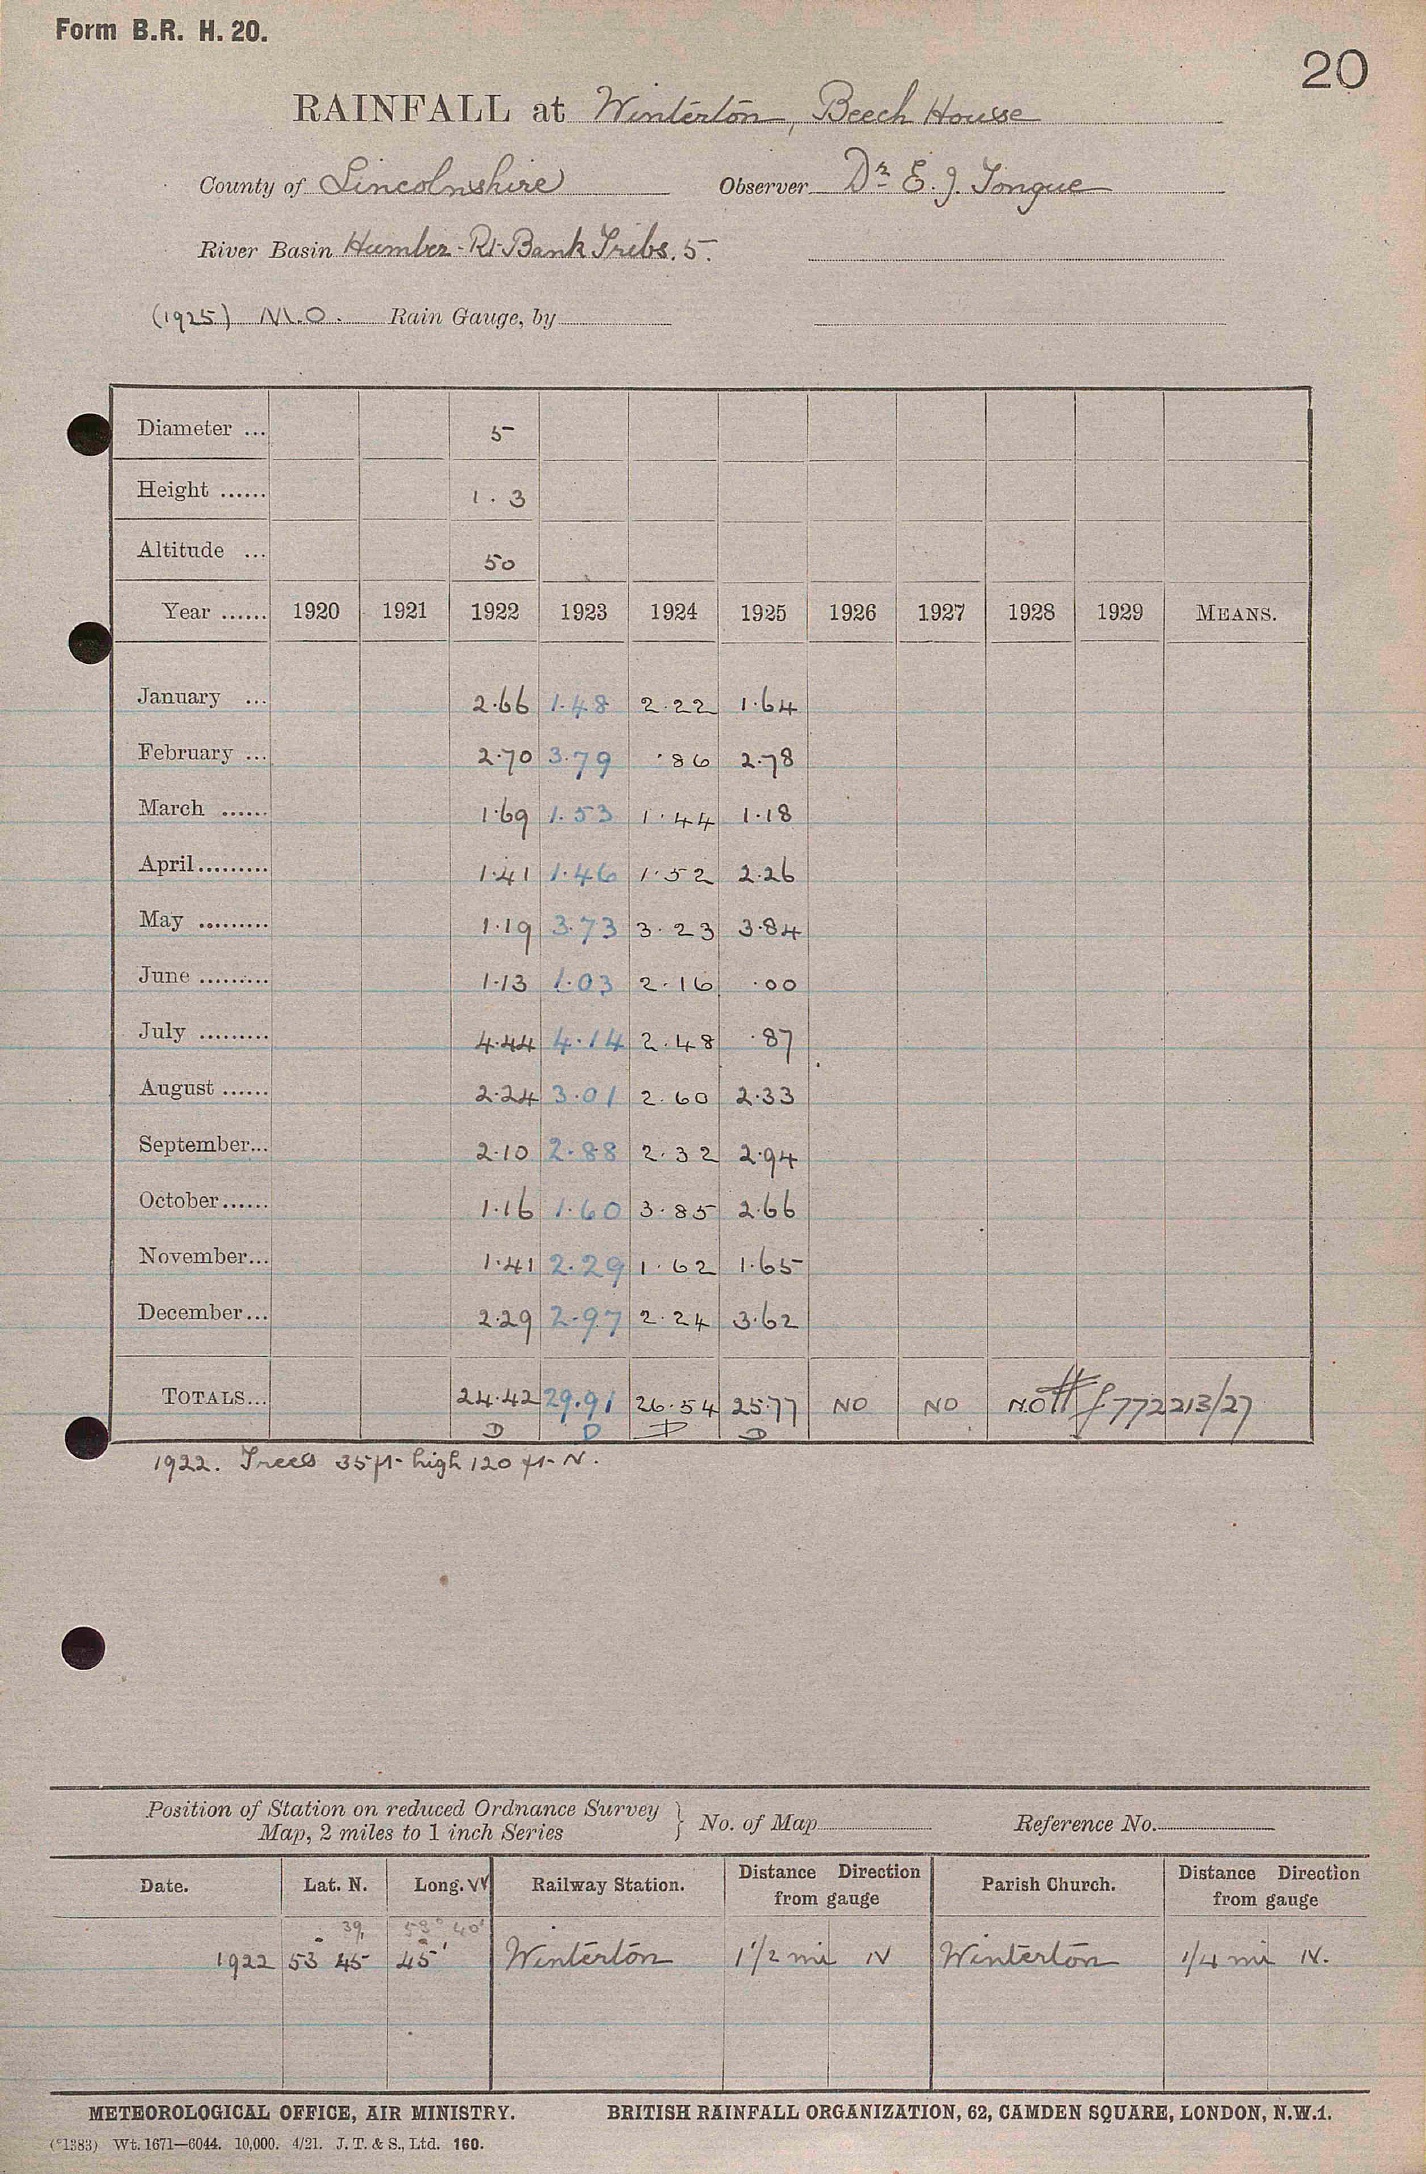 Form B.R. H. 20.
20
RAINFALL at Winterton, Beech House
County of Lincolnshire Observer Dr. E. J. Tongue
River Basin Humber - Rt Bank Tribs. 5.
(1925) M.O. Rain Gauge, by
Diameter ... 5
Height ...... 1.3
Altitude ... 50
Year ...... 1920 1921 1922 1923 1924 1925 1926 1927 1928 1929 MEANS.
January ... 2.66 1.48 2.22 1.64
February ... 2.70 3.79 .86 2.78
March ...... 1.69 1.53 1.44 1.18
April......... 1.41 1.46 1.52 2.26
May ......... 1.19 3.73 3.23 3.84
June ......... 1.13 1.03 2.16 .00
July ......... 4.44 4.14 2.48 .87
August ...... 2.24 3.01 2.60 2.33
September... 2.10 2.88 2.32 2.94
October...... 1.16 1.60 3.85 2.66
November... 1.41 2.29 1.62 1.65
December... 2.29 2.97 2.24 3.62
TOTALS... 24.42 29.91 26.54 25.77 NO NO N.O # f. 772213/27
D D D D
1922. Trees 35 ft. high 120 ft. N.
Position of Station on reduced Ordnance Survey
Map, 2 miles to 1 inch Series } No. of Map Reference No.
Date. Lat. N. Long. W Railway Station. Distance Direction from gauge Parish Church. Distance Direction from gauge
39, 53° 40'
1922 53° 45 45' Winterton 1 1/2 mi N Winterton 1/4 mi N.
METEOROLOGICAL OFFICE, AIR MINISTRY. BRITISH RAINFALL ORGANIZATION, 62, CAMDEN SQUARE, LONDON, N.W.1.
(*1383) Wt. 1671—6044. 10,000. 4/21. J. T. & S., Ltd. 160.